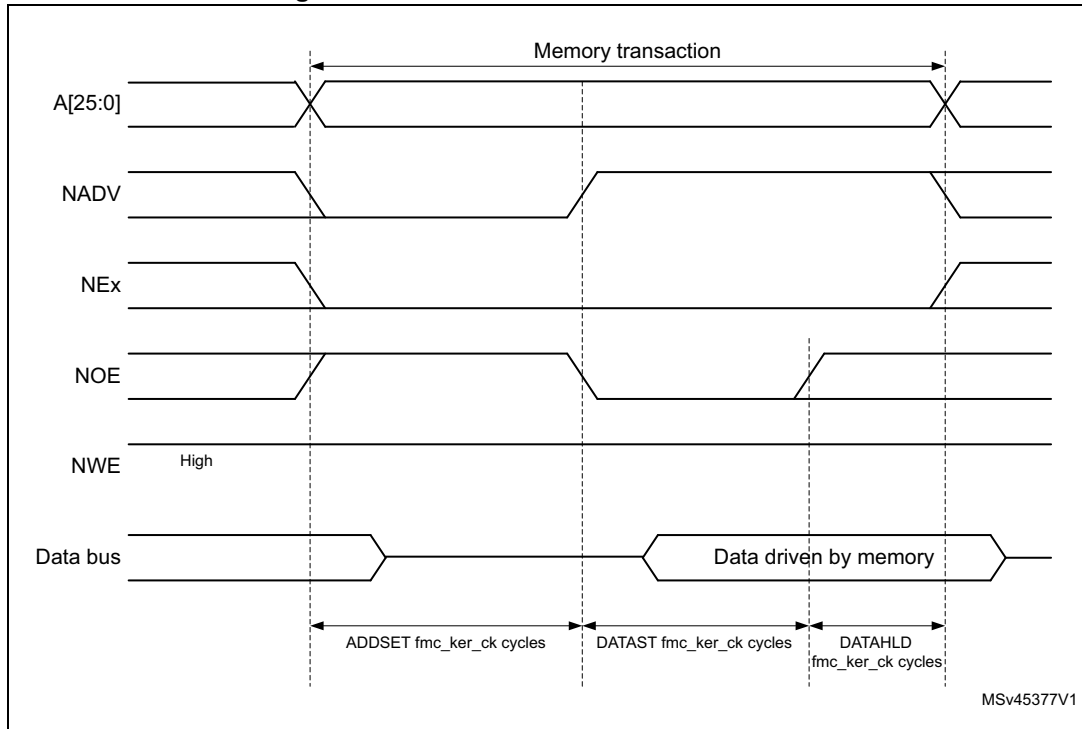 Memory transaction
A[25:0]
NADV
NEx
NOE
NWE
High
Data bus
Data driven by memory
ADDSET fmc_ker_ck cycles
DATAST fmc_ker_ck cycles
DATAHLD
fmc_ker_ck cycles
MSv45377V1